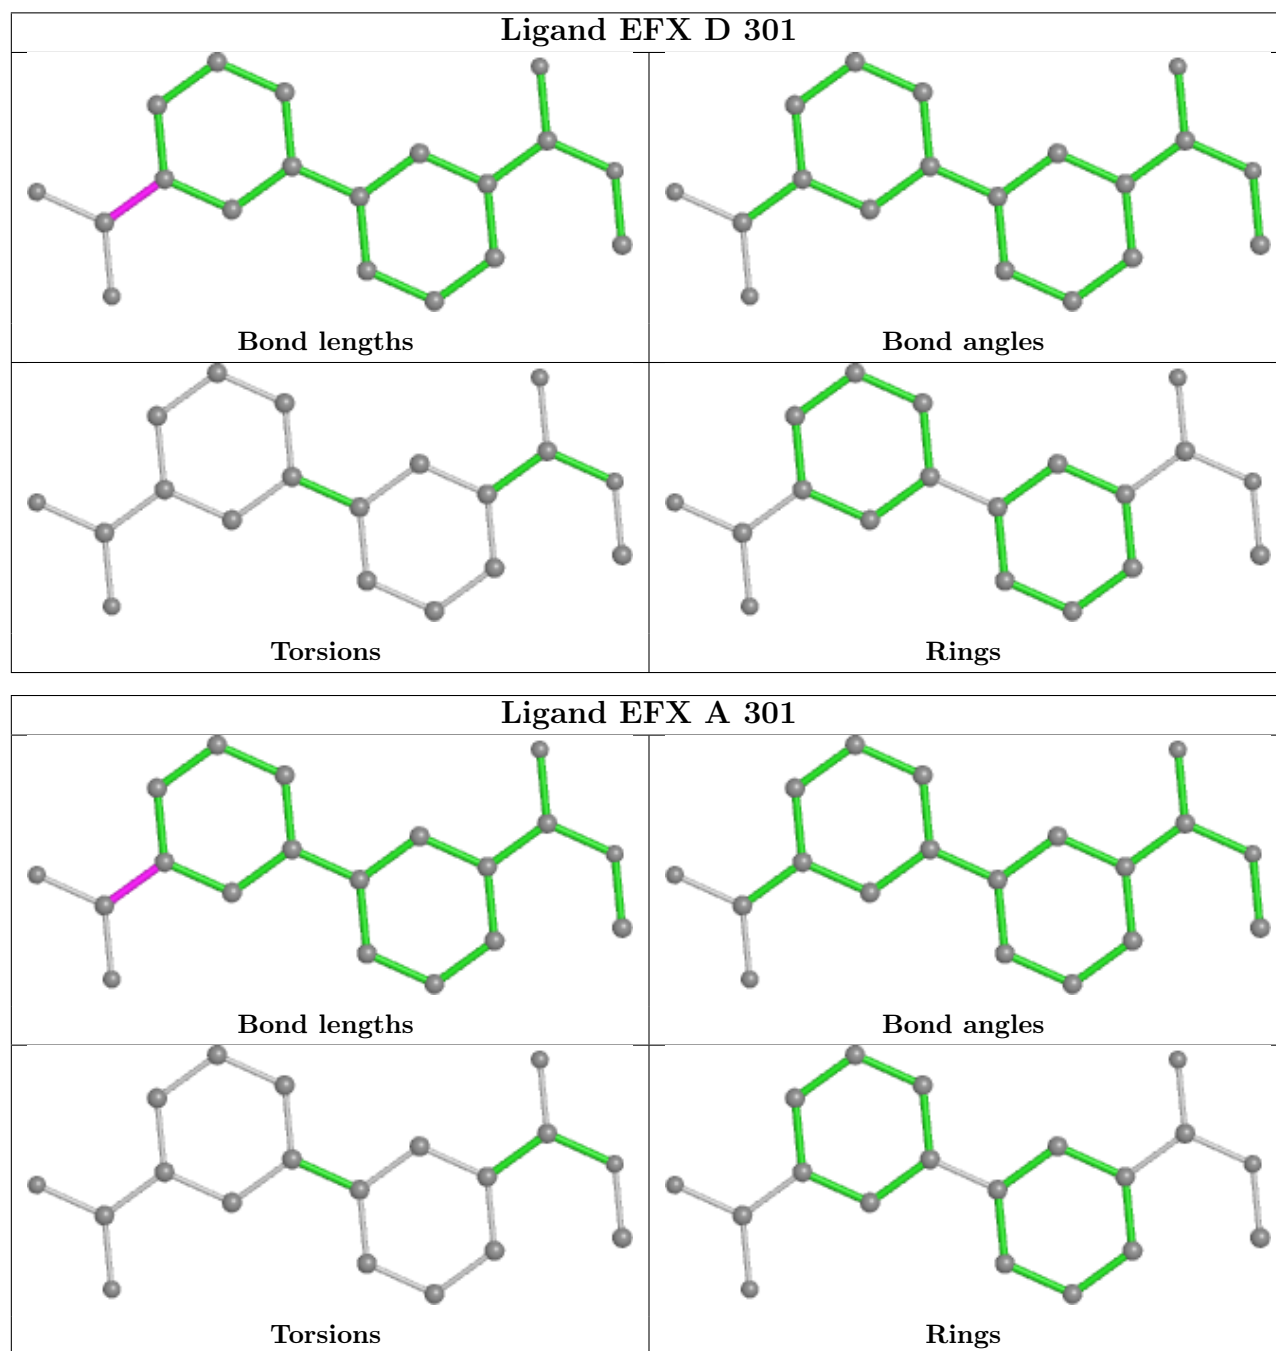 Ligand EFX D 301
Bond lengths
Bond angles
Torsions
Rings
Ligand EFX A 301
Bond lengths
Bond angles
Torsions
Rings